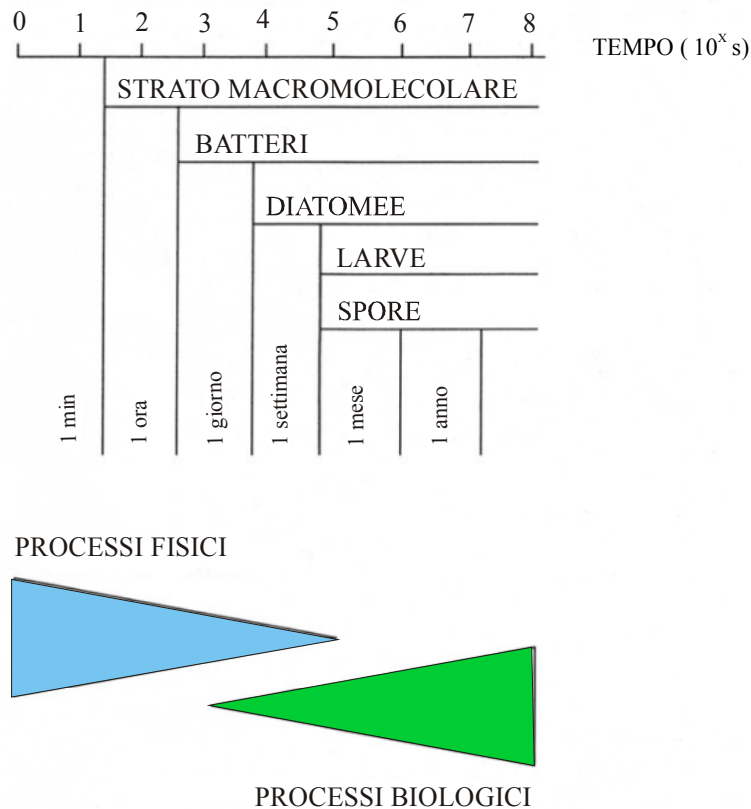 0 1 2 3 4 5 6 7 8
TEMPO ( 10^X s)
STRATO MACROMOLECOLARE
BATTERI
DIATOMEE
LARVE
SPORE
1 min
1 ora
1 giorno
1 settimana
1 mese
1 anno
PROCESSI FISICI
PROCESSI BIOLOGICI